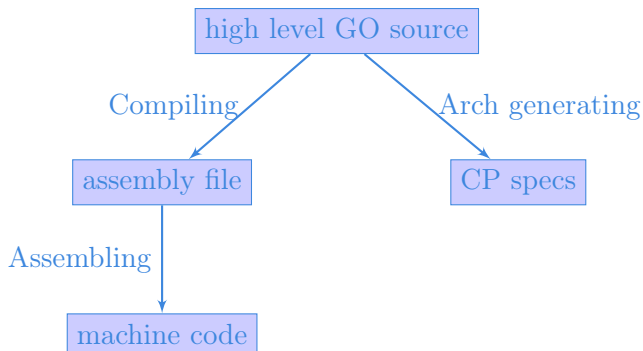 high level GO source
Compiling
Arch generating
assembly file
CP specs
Assembling
machine code